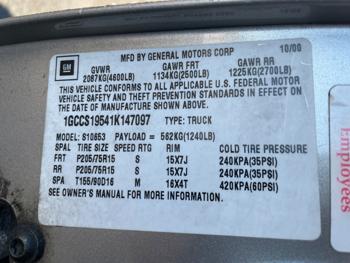 MFD BY GENERAL MOTORS CORP 10/00
GM
GVWR GAWR FRT GAWR RR
2087KG(4600LB) 1134KG(2500LB) 1225KG(2700LB)
THIS VEHICLE CONFORMS TO ALL APPLICABLE U.S. FEDERAL MOTOR
VEHICLE SAFETY AND THEFT PREVENTION STANDARDS IN EFFECT ON
THE DATE OF MANUFACTURE SHOWN ABOVE.
1GCCS19541K147097 TYPE: TRUCK
MODEL: S10653 PAYLOAD = 562KG(1240LB)
TIRE SIZE SPEED RTG RIM COLD TIRE PRESSURE
FRT P205/75R15 S 15X7J 240KPA(35PSI)
RR P205/75R15 S 15X7J 240KPA(35PSI)
SPA T155/90D16 M 16X4T 420KPA(60PSI)
SEE OWNER'S MANUAL FOR MORE INFORMATION.
Employees